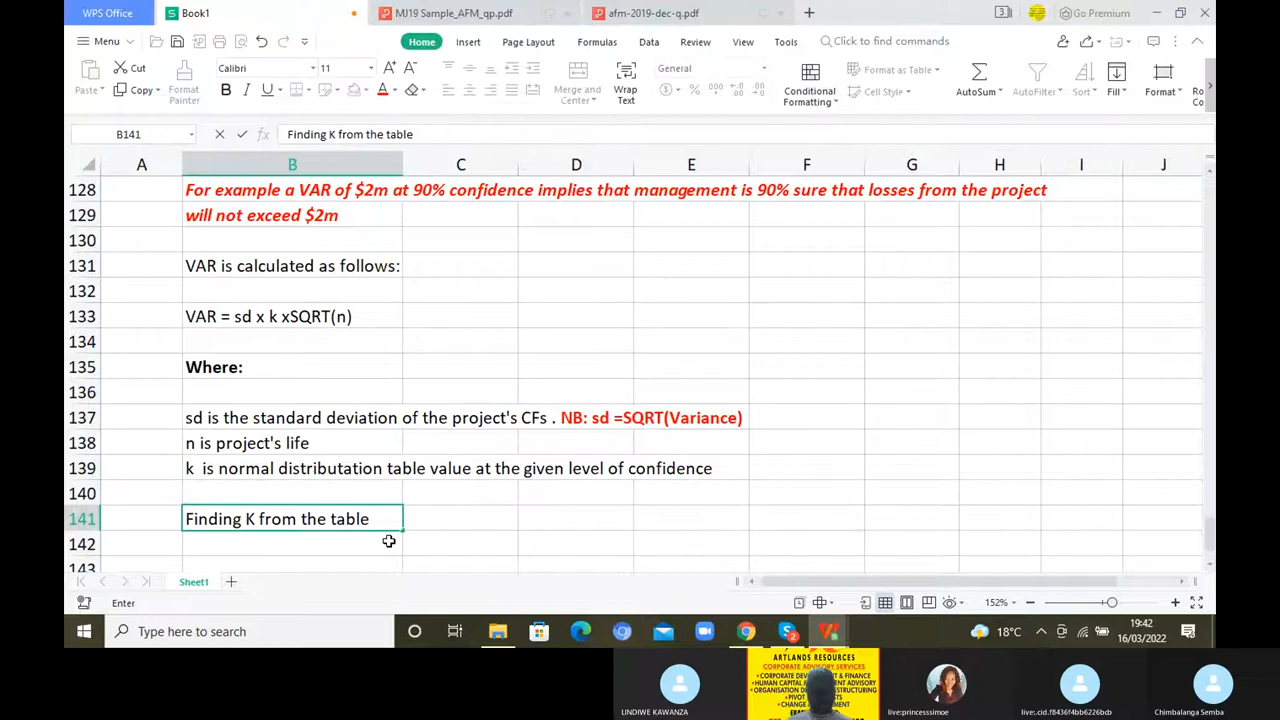 WPS Office
Book1
MJ19 Sample_AFM_qp.pdf
afm-2019-dec-q.pdf
+
3
Go Premium
Menu
Home
Insert
Page Layout
Formulas
Data
Review
View
Tools
Click to find commands
Cut
Calibri
11
General
Format as Table
Paste
Copy
Format Painter
Merge and Center
Wrap Text
Conditional Formatting
Cell Style
AutoSum
AutoFilter
Sort
Fill
Format
B141
fx
Finding K from the table
A B C D E F G H I J
128 For example a VAR of $2m at 90% confidence implies that management is 90% sure that losses from the project
129 will not exceed $2m
130
131 VAR is calculated as follows:
132
133 VAR = sd x k xSQRT(n)
134
135 Where:
136
137 sd is the standard deviation of the project's CFs . NB: sd =SQRT(Variance)
138 n is project's life
139 k is normal distributation table value at the given level of confidence
140
141 Finding K from the table
142
143
Sheet1
Enter
152%
Type here to search
18°C
19:42
16/03/2022
LINDIWE KAWANZA
ARTLANDS RESOURCES
CORPORATE ADVISORY SERVICES
live:princesssimoe
live:.cid.f8436f4bb6226bcb
Chimbalanga Semba